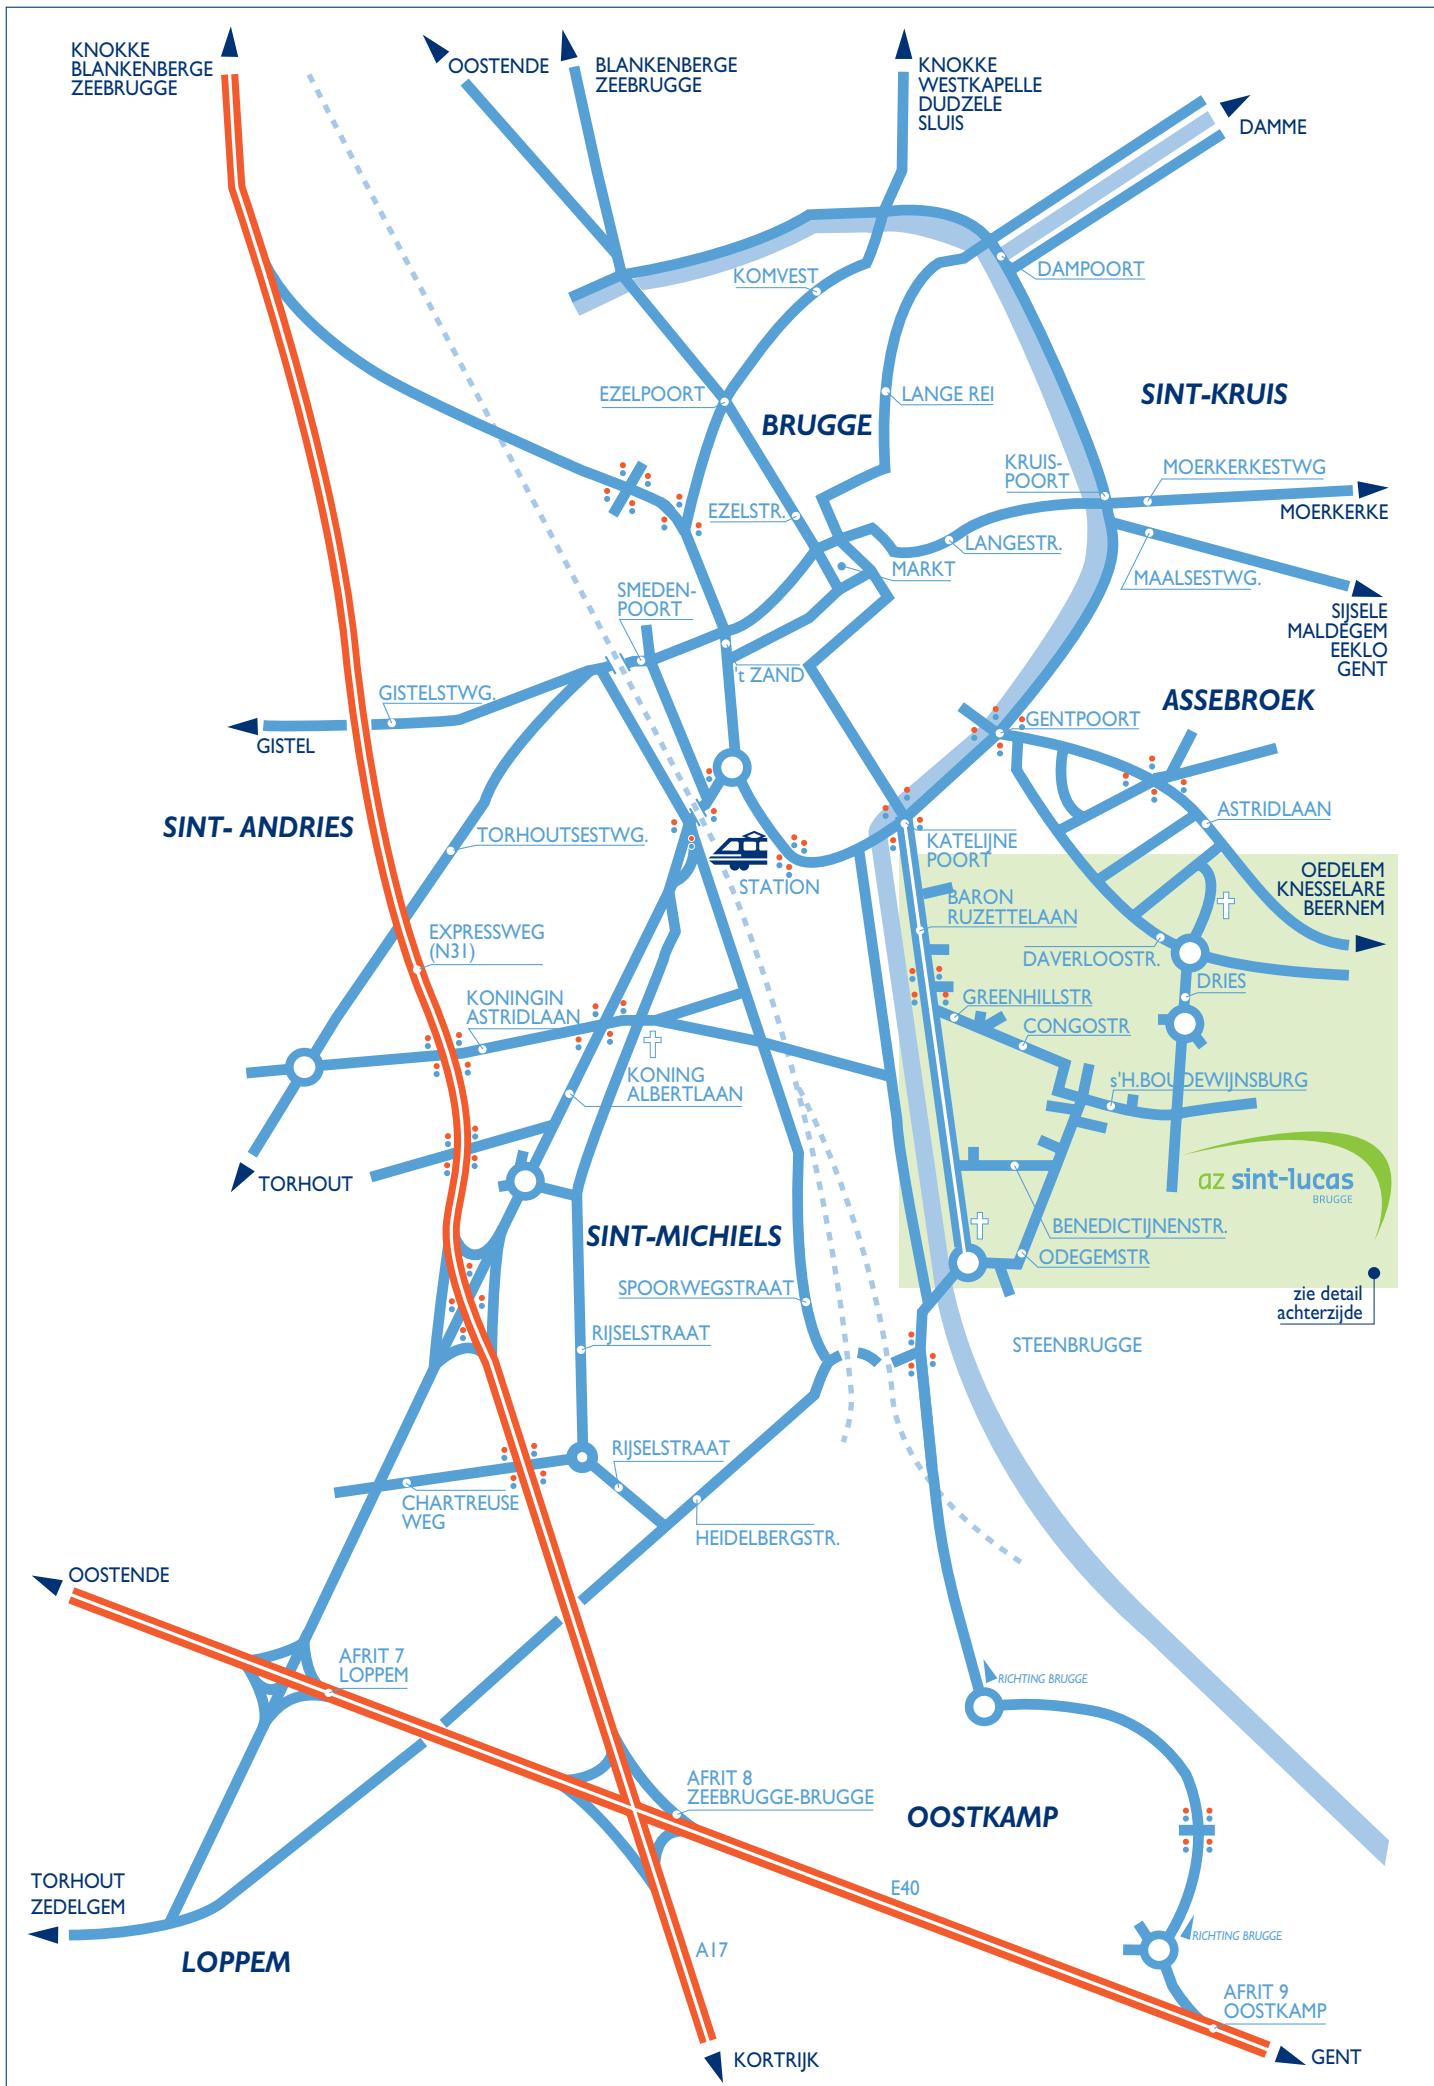 KNOKKE
BLANKENBERGE
ZEEBRUGGE
OOSTENDE
BLANKENBERGE
ZEEBRUGGE
KNOKKE
WESTKAPELLE
DUDZELE
SLUIS
DAMME
KOMVEST
DAMPOORT
EZELPOORT
BRUGGE
LANGE REI
SINT-KRUIS
KRUIS-
POORT
MOERKERKESTWG
MOERKERKE
EZELSTR.
LANGESTR.
MARKT
MAALSESTWG.
SMEDEN-
POORT
SIJSELE
MALDEGEM
EEKLO
GENT
't ZAND
GISTELSTWG.
GISTEL
ASSEBROEK
GENTPOORT
SINT- ANDRIES
TORHOUTSESTWG.
STATION
KATELIJNE
POORT
ASTRIDLAAN
OEDELEM
KNESSELARE
BEERNEM
BARON
RUZETTELAAN
EXPRESSWEG
(N31)
DAVERLOOSTR.
DRIES
KONINGIN
ASTRIDLAAN
GREENHILLSTR
CONGOSTR
KONING
ALBERTLAAN
s'H.BOUDEWIJNSBURG
TORHOUT
az sint-lucas
BRUGGE
SINT-MICHIELS
BENEDICTIJNENSTR.
ODEGEMSTR
SPOORWEGSTRAAT
zie detail
achterzijde
RIJSELSTRAAT
STEENBRUGGE
RIJSELSTRAAT
CHARTREUSE
WEG
HEIDELBERGSTR.
OOSTENDE
AFRIT 7
LOPPEM
RICHTING BRUGGE
AFRIT 8
ZEEBRUGGE-BRUGGE
OOSTKAMP
TORHOUT
ZEDELGEM
E40
RICHTING BRUGGE
LOPPEM
A17
AFRIT 9
OOSTKAMP
KORTRIJK
GENT